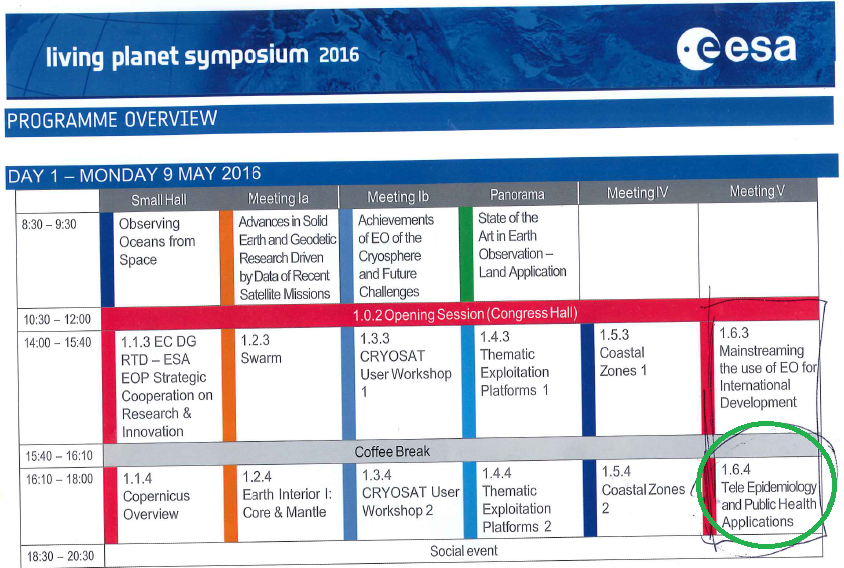 living planet symposium 2016
esa
PROGRAMME OVERVIEW
DAY 1 – MONDAY 9 MAY 2016
Small Hall
Meeting Ia
Meeting Ib
Panorama
Meeting IV
Meeting V
8:30 – 9:30
Observing
Oceans from
Space
Advances in Solid
Earth and Geodetic
Research Driven
by Data of Recent
Satellite Missions
Achievements
of EO of the
Cryosphere
and Future
Challenges
State of the
Art in Earth
Observation –
Land Application
10:30 – 12:00
1.0.2 Opening Session (Congress Hall)
14:00 – 15:40
1.1.3 EC DG
RTD – ESA
EOP Strategic
Cooperation on
Research &
Innovation
1.2.3
Swarm
1.3.3
CRYOSAT
User Workshop
1
1.4.3
Thematic
Exploitation
Platforms 1
1.5.3
Coastal
Zones 1
1.6.3
Mainstreaming
the use of EO for
International
Development
15:40 – 16:10
Coffee Break
16:10 – 18:00
1.1.4
Copernicus
Overview
1.2.4
Earth Interior I:
Core & Mantle
1.3.4
CRYOSAT User
Workshop 2
1.4.4
Thematic
Exploitation
Platforms 2
1.5.4
Coastal Zones
2
1.6.4
Tele Epidemiology
and Public Health
Applications
18:30 – 20:30
Social event